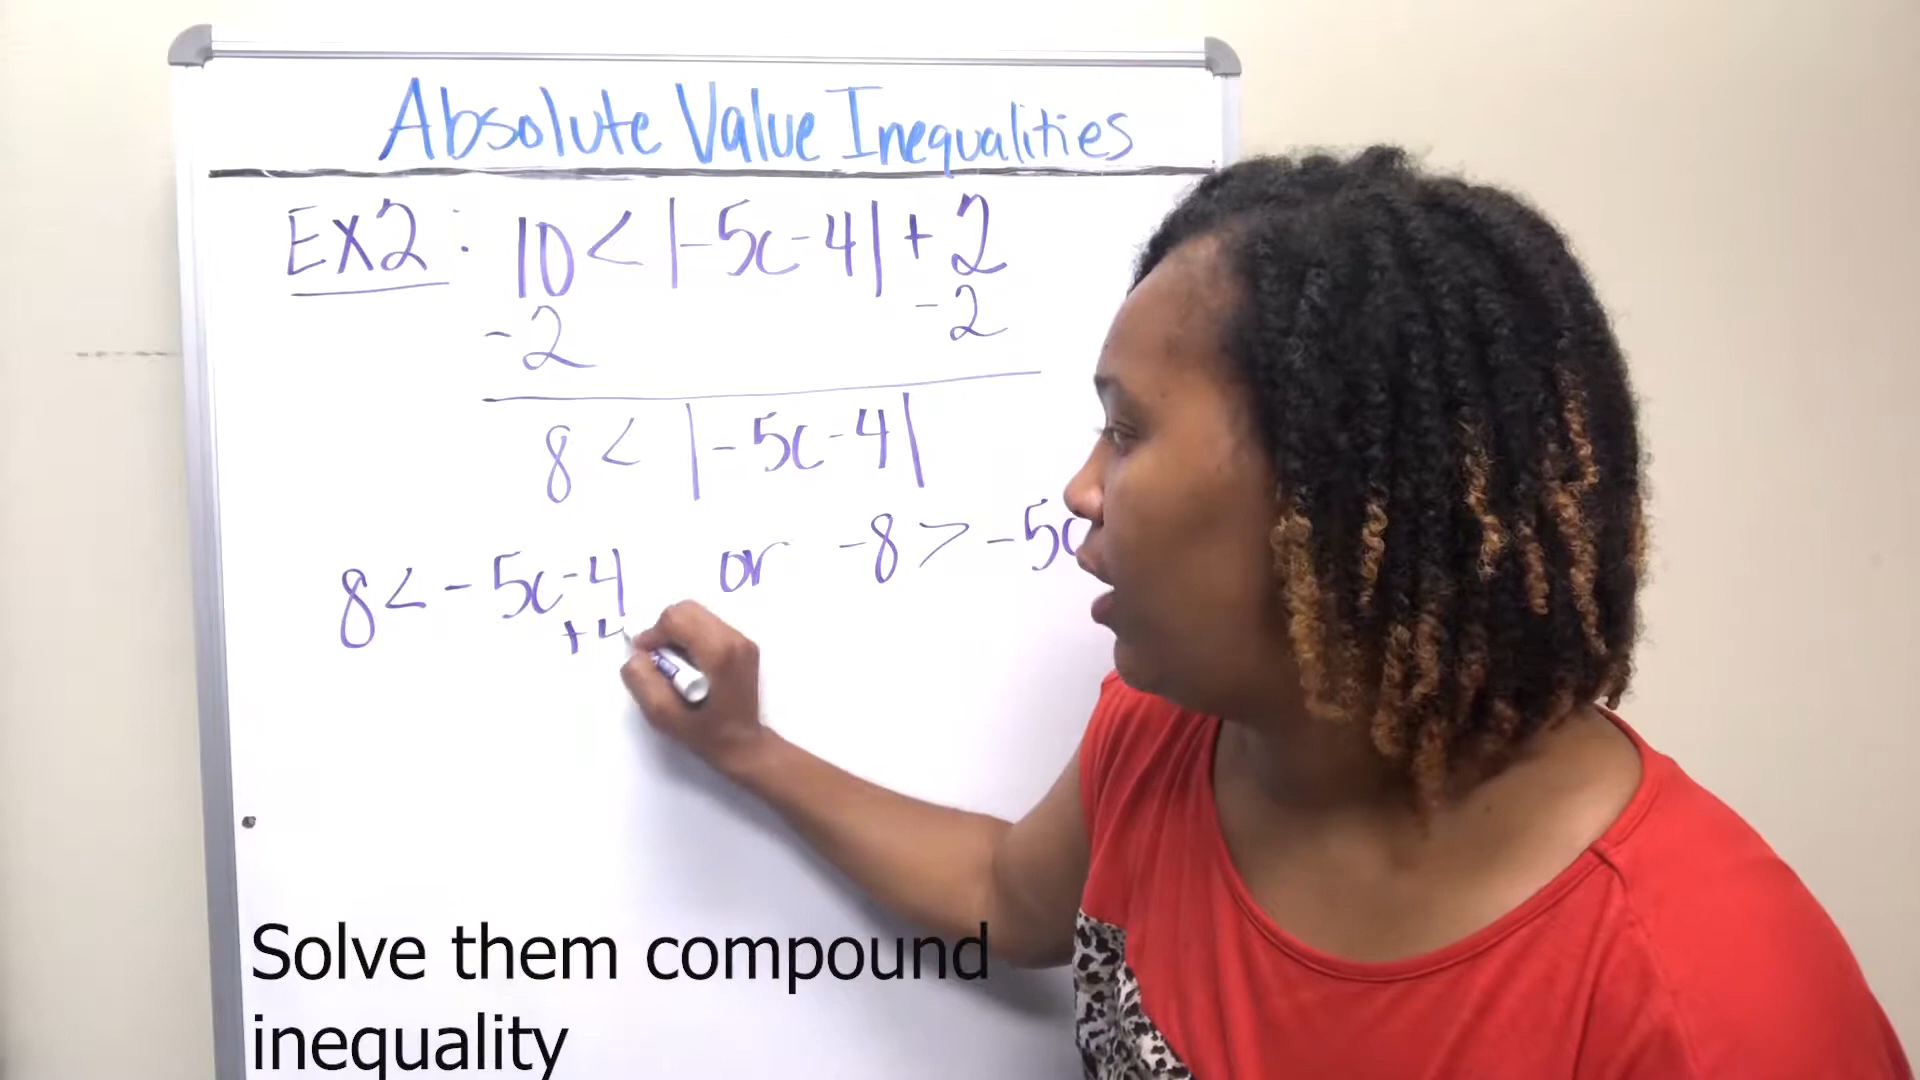 Absolute Value Inequalities
Ex2: 10 < |-5c-4| + 2
-2 -2
8 < |-5c-4|
8 < -5c-4 or -8 > -5c
+4
Solve them compound
inequality